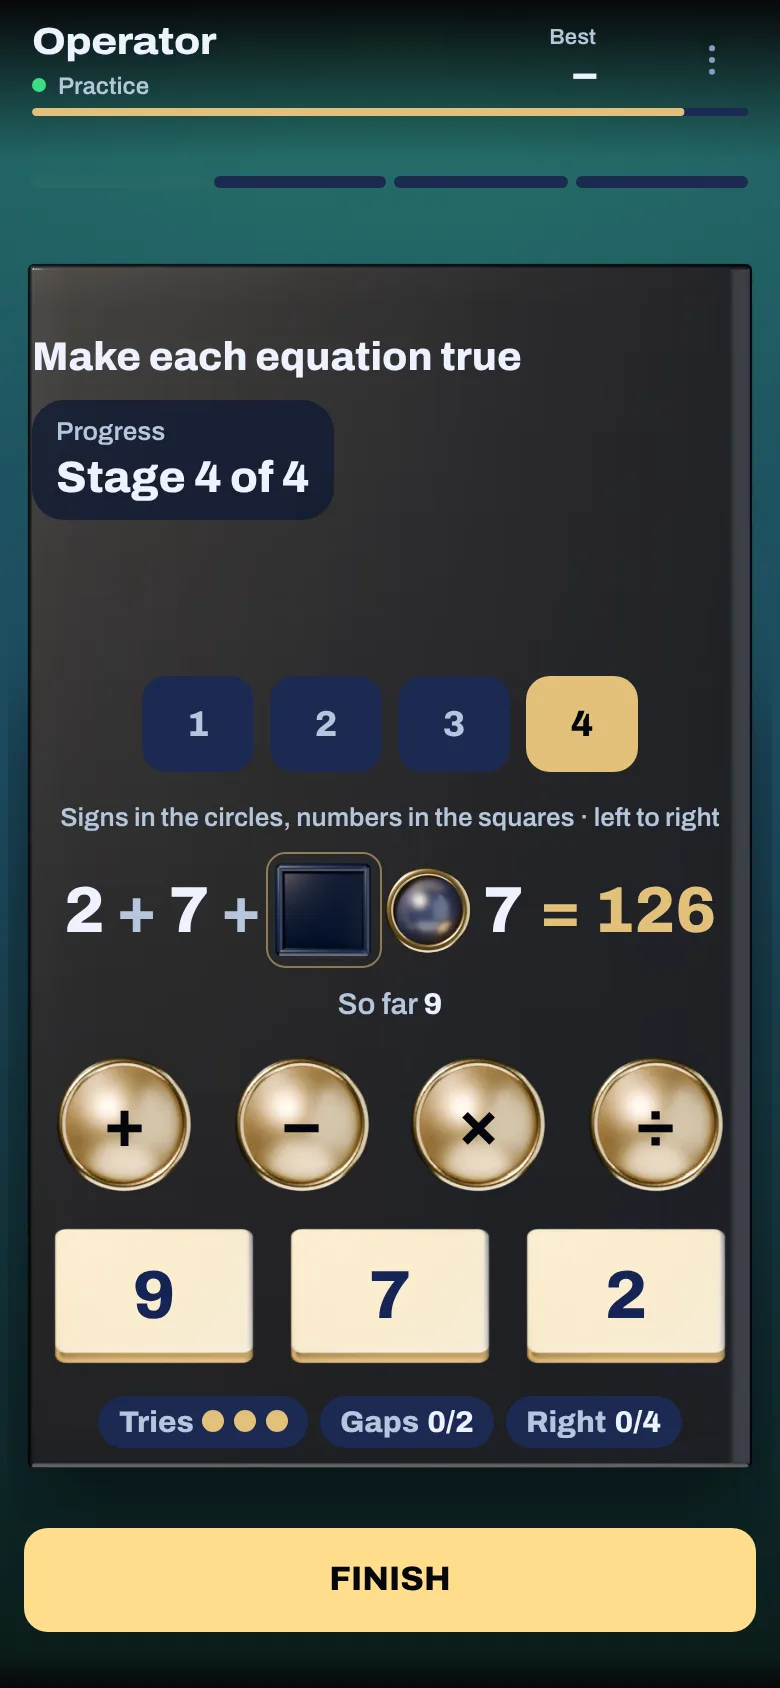 Operator
Best
Practice
–
Make each equation true
Progress
Stage 4 of 4
1 2 3 4
Signs in the circles, numbers in the squares · left to right
2 + 7 + 7 = 126
So far 9
+ − × ÷
9 7 2
Tries
Gaps 0/2
Right 0/4
FINISH